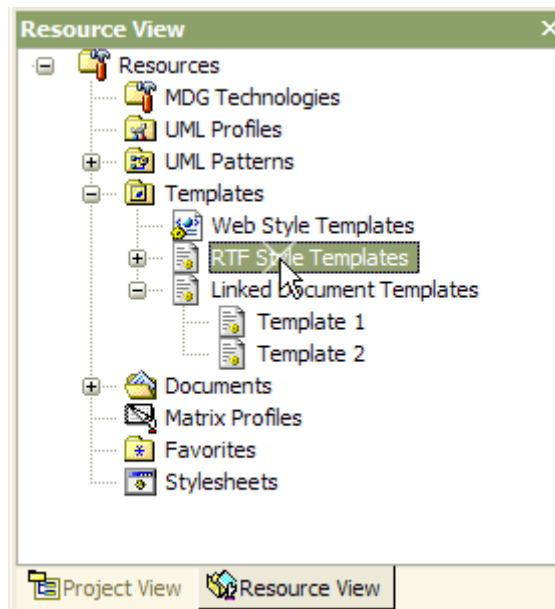 Resource View
Resources
MDG Technologies
UML Profiles
UML Patterns
Templates
Web Style Templates
RTF Style Templates
Linked Document Templates
Template 1
Template 2
Documents
Matrix Profiles
Favorites
Stylesheets
Project View Resource View